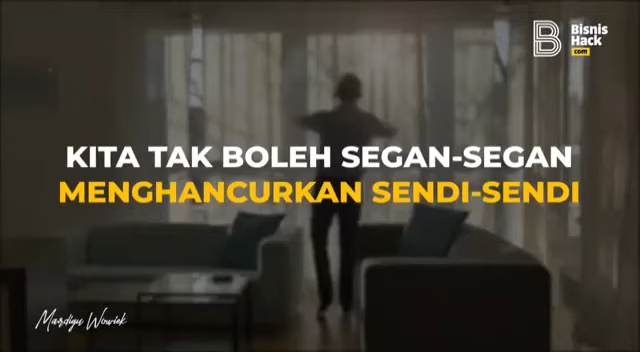 B Bisnis
Hack
.com
KITA TAK BOLEH SEGAN-SEGAN
MENGHANCURKAN SENDI-SENDI
Mardigu Wowiek